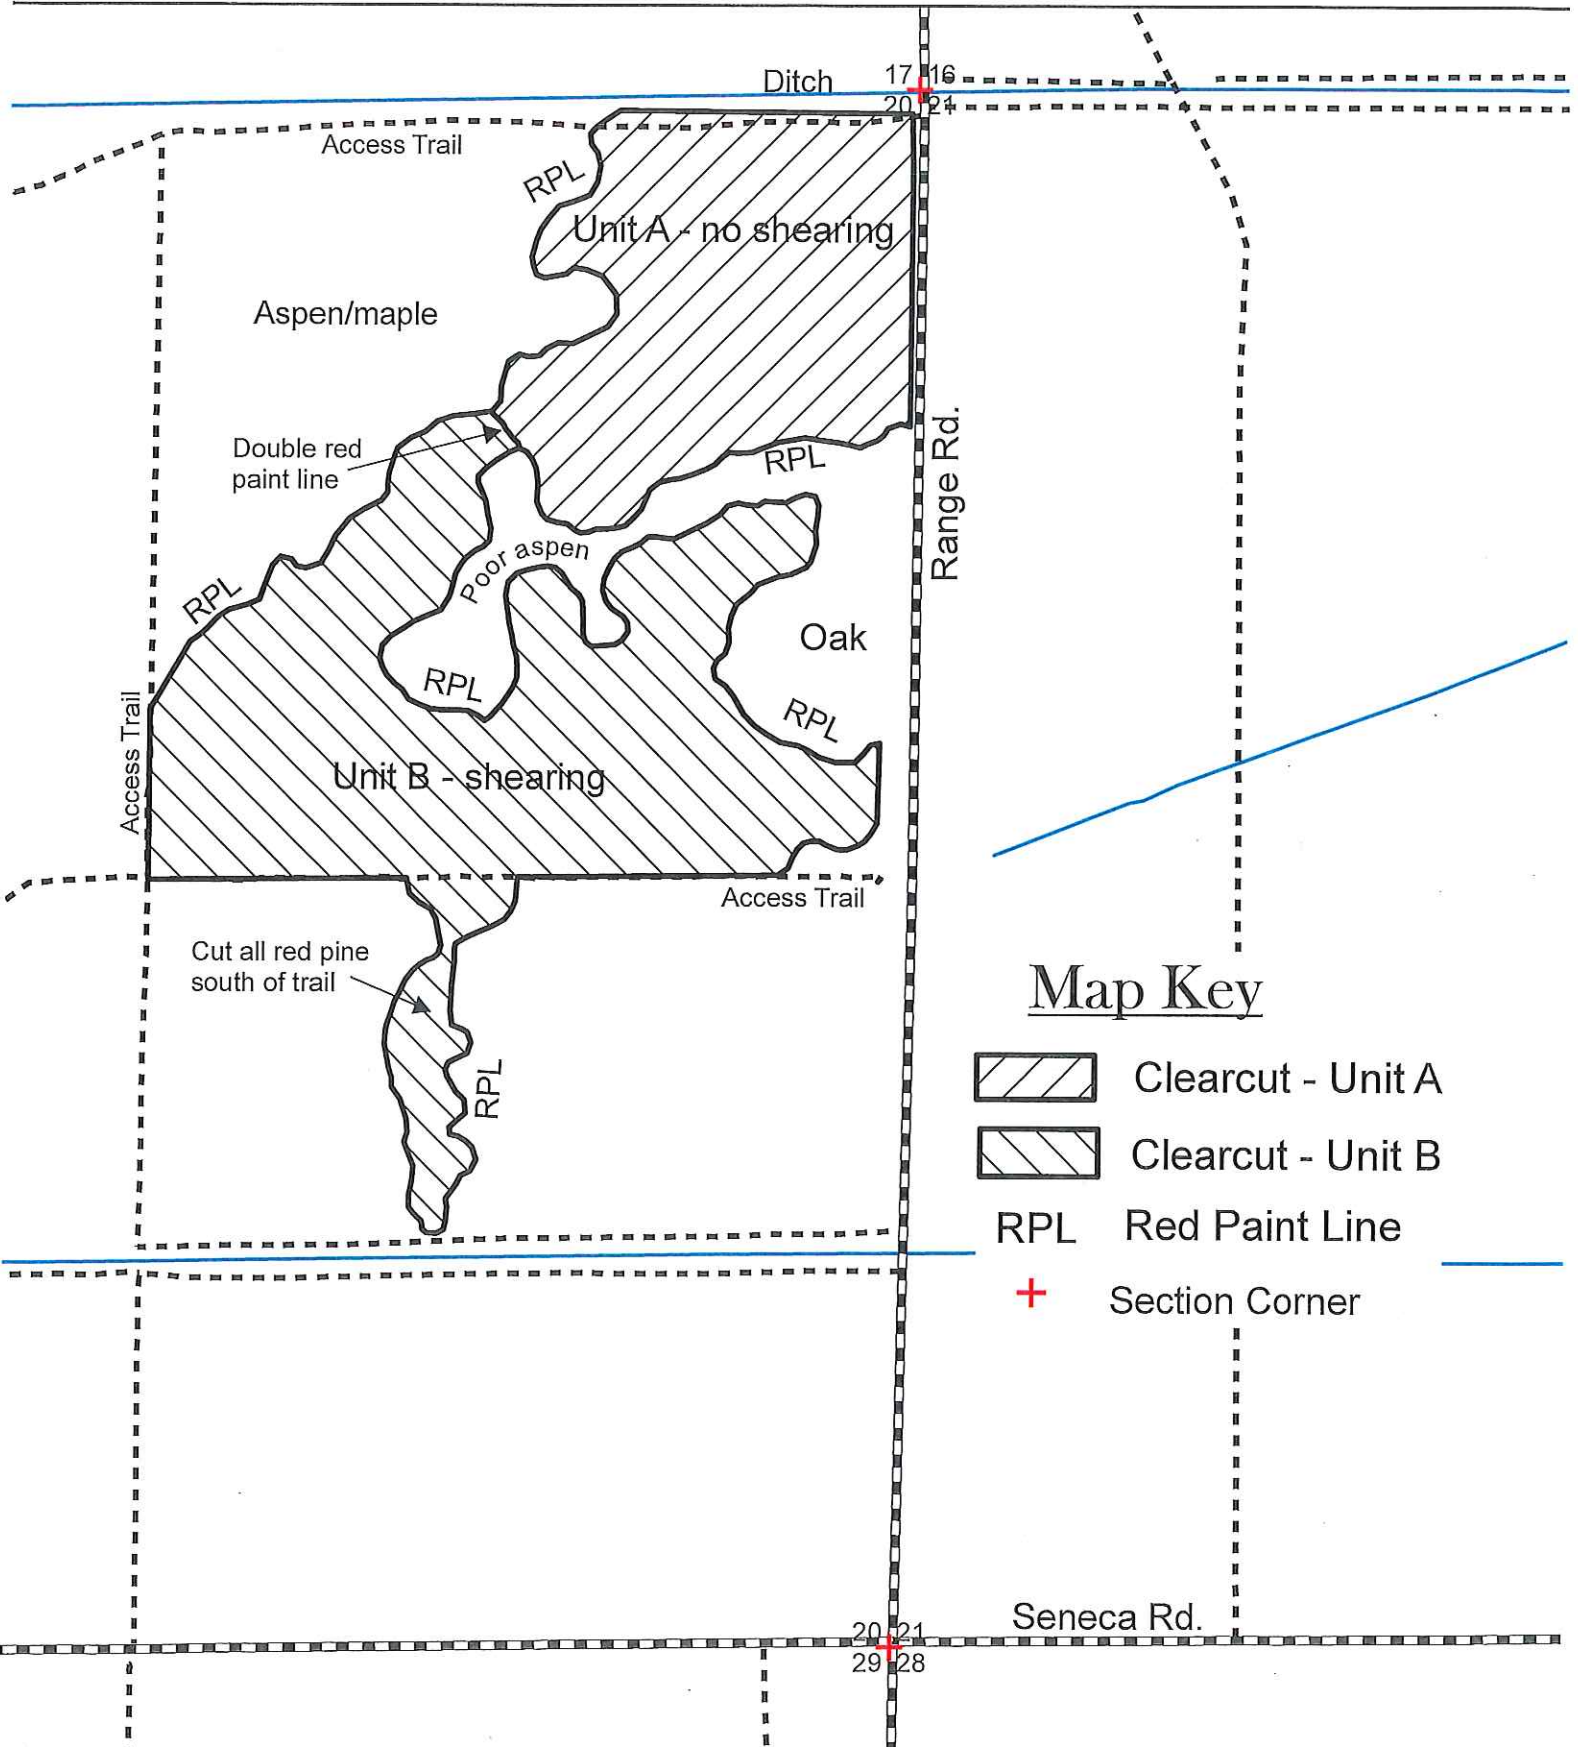 Ditch
17 16
20 21
Access Trail
RPL
Unit A - no shearing
Aspen/maple
Double red
paint line
RPL
Range Rd.
Poor aspen
RPL
Oak
RPL
RPL
Access Trail
Unit B - shearing
Access Trail
Cut all red pine
south of trail
RPL
Map Key
Clearcut - Unit A
Clearcut - Unit B
RPL Red Paint Line
Section Corner
Seneca Rd.
20 21
29 28